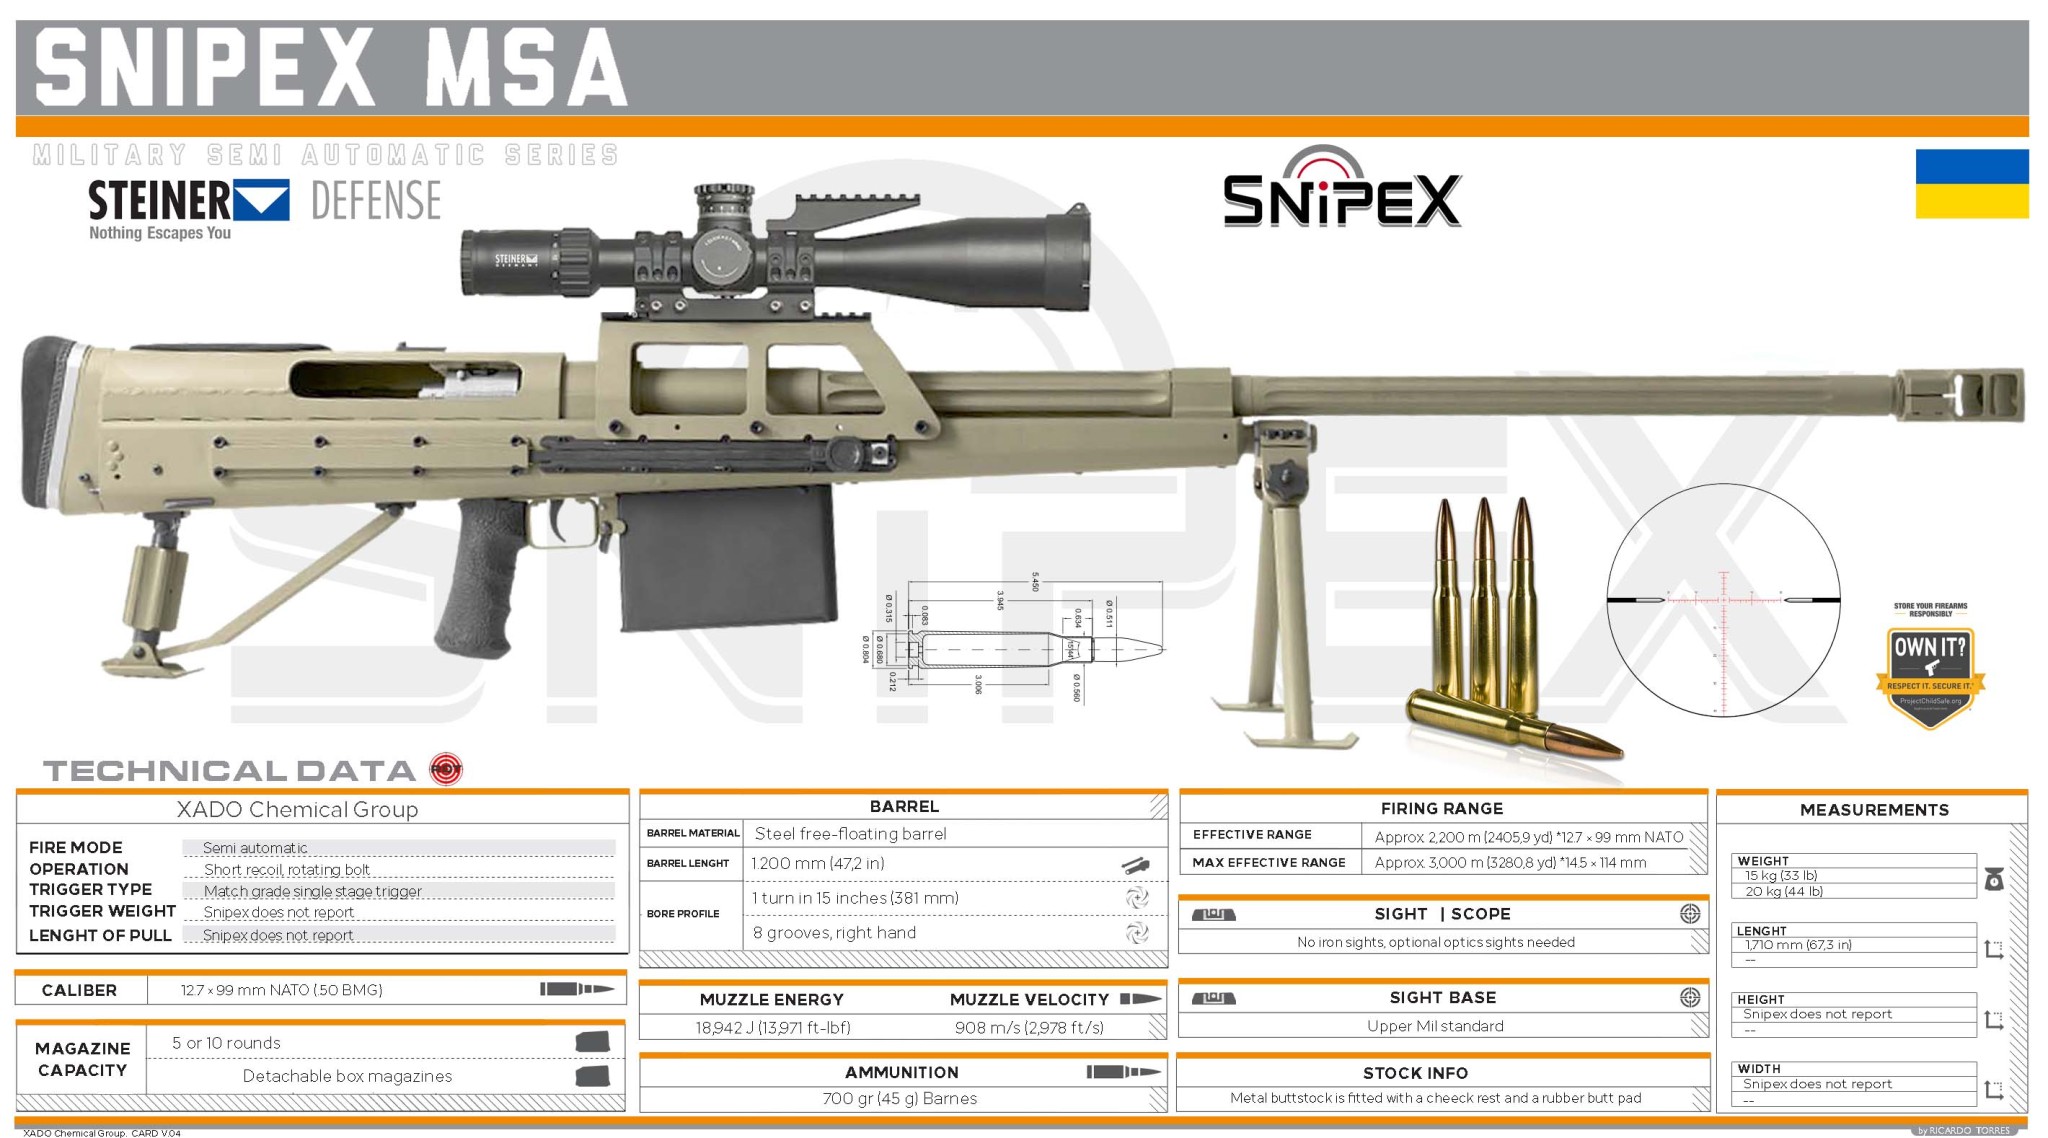 SNIPEX MSA
MILITARY SEMI AUTOMATIC SERIES
STEINER DEFENSE
Nothing Escapes You
SNiPEX
STEINER
GERMANY
SNIPEX
5.450
3.945
Ø 0.315
0.083
0.634
Ø 0.511
Ø 0.804
Ø 0.680
15°44'
0.212
3.006
Ø 0.560
STORE YOUR FIREARMS
RESPONSIBLY
OWN IT?
RESPECT IT. SECURE IT.
ProjectChildSafe.org
TECHNICAL DATA
XADO Chemical Group
FIRE MODE Semi automatic
OPERATION Short recoil, rotating bolt
TRIGGER TYPE Match grade single stage trigger
TRIGGER WEIGHT Snipex does not report
LENGHT OF PULL Snipex does not report
CALIBER 12.7 × 99 mm NATO (.50 BMG)
MAGAZINE CAPACITY
5 or 10 rounds
Detachable box magazines
BARREL
BARREL MATERIAL Steel free-floating barrel
BARREL LENGHT 1.200 mm (47,2 in)
BORE PROFILE
1 turn in 15 inches (381 mm)
8 grooves, right hand
MUZZLE ENERGY MUZZLE VELOCITY
18,942 J (13,971 ft-lbf) 908 m/s (2,978 ft/s)
AMMUNITION
700 gr (45 g) Barnes
FIRING RANGE
EFFECTIVE RANGE Approx. 2,200 m (2405,9 yd) *12.7 × 99 mm NATO
MAX EFFECTIVE RANGE Approx. 3,000 m (3280,8 yd) *14.5 × 114 mm
SIGHT | SCOPE
No iron sights, optional optics sights needed
SIGHT BASE
Upper Mil standard
STOCK INFO
Metal buttstock is fitted with a cheeck rest and a rubber butt pad
MEASUREMENTS
WEIGHT
15 kg (33 lb)
20 kg (44 lb)
LENGHT
1,710 mm (67,3 in)
--
HEIGHT
Snipex does not report
--
WIDTH
Snipex does not report
--
XADO Chemical Group. CARD V.04
by RICARDO TORRES